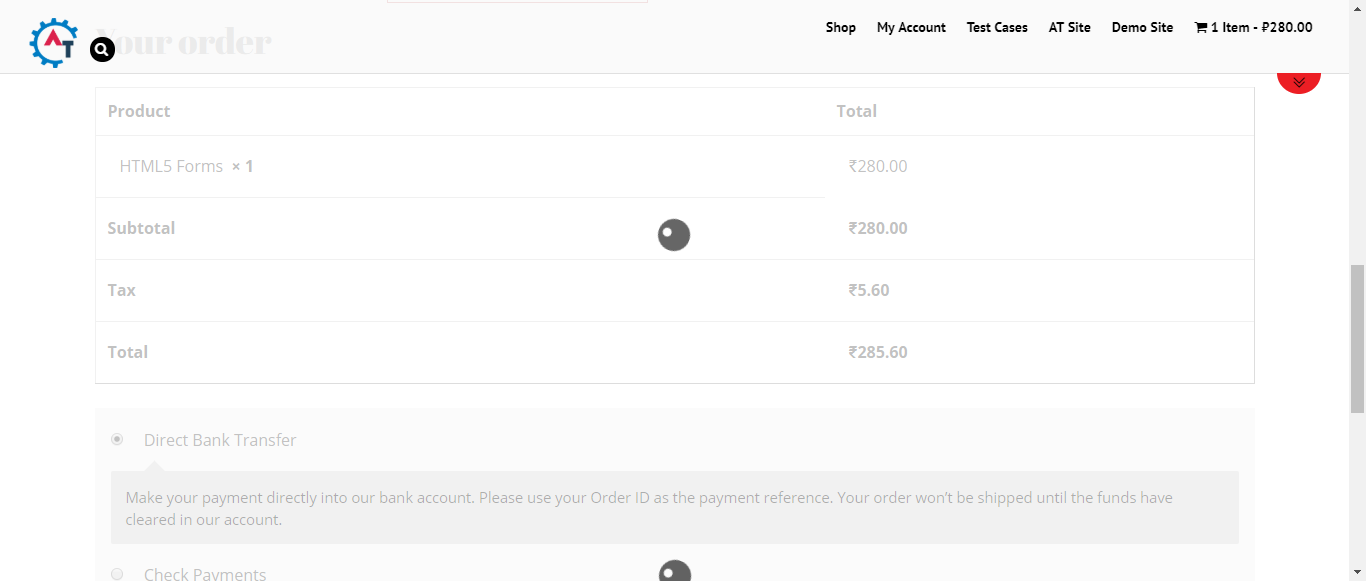 AT
Shop My Account Test Cases AT Site Demo Site 1 Item - ₹280.00
Your order
Product Total
HTML5 Forms × 1 ₹280.00
Subtotal ₹280.00
Tax ₹5.60
Total ₹285.60
Direct Bank Transfer
Make your payment directly into our bank account. Please use your Order ID as the payment reference. Your order won’t be shipped until the funds have
cleared in our account.
Check Payments